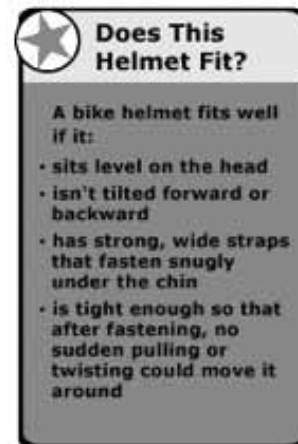 Does This
Helmet Fit?
A bike helmet fits well
if it:
• sits level on the head
• isn't tilted forward or
backward
• has strong, wide straps
that fasten snugly
under the chin
• is tight enough so that
after fastening, no
sudden pulling or
twisting could move it
around